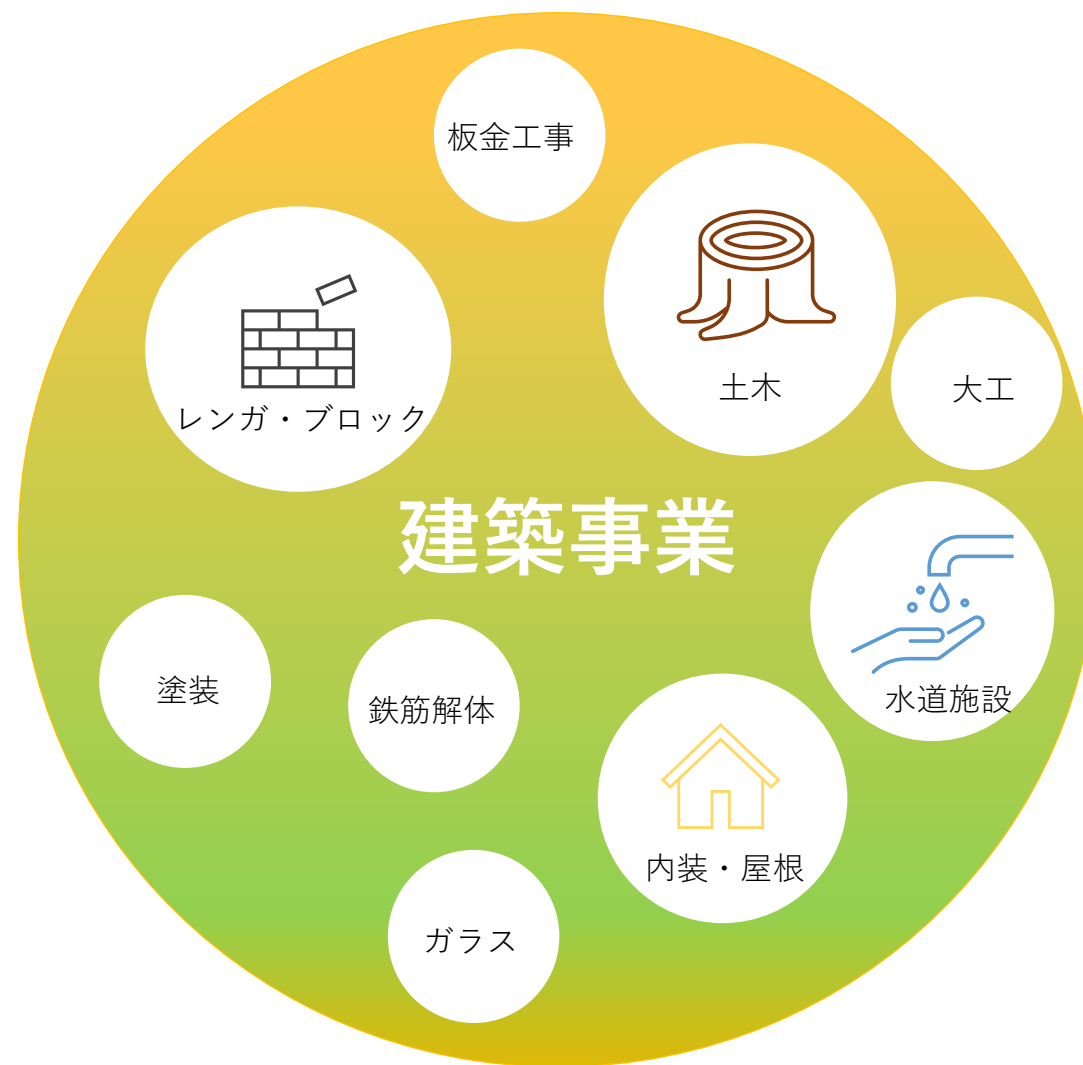 板金工事
土木
大工
レンガ・ブロック
建築事業
水道施設
塗装
鉄筋解体
内装・屋根
ガラス